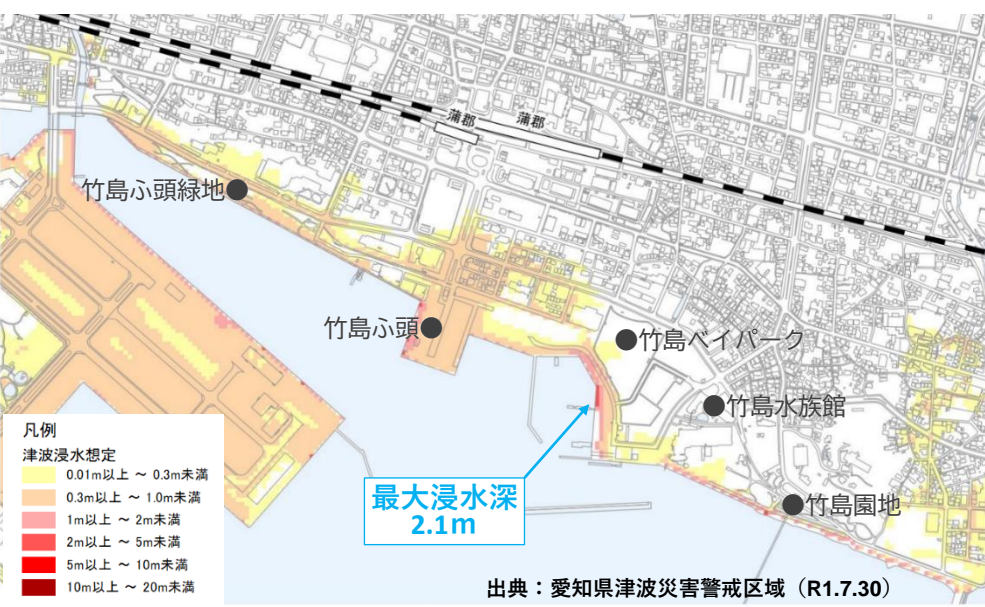 蒲郡
蒲郡
竹島ふ頭緑地
竹島ふ頭
竹島ベイパーク
竹島水族館
竹島園地
最大浸水深
2.1m
凡例
津波浸水想定
0.01m以上 ～ 0.3m未満
0.3m以上 ～ 1.0m未満
1m以上 ～ 2m未満
2m以上 ～ 5m未満
5m以上 ～ 10m未満
10m以上 ～ 20m未満
出典：愛知県津波災害警戒区域（R1.7.30）